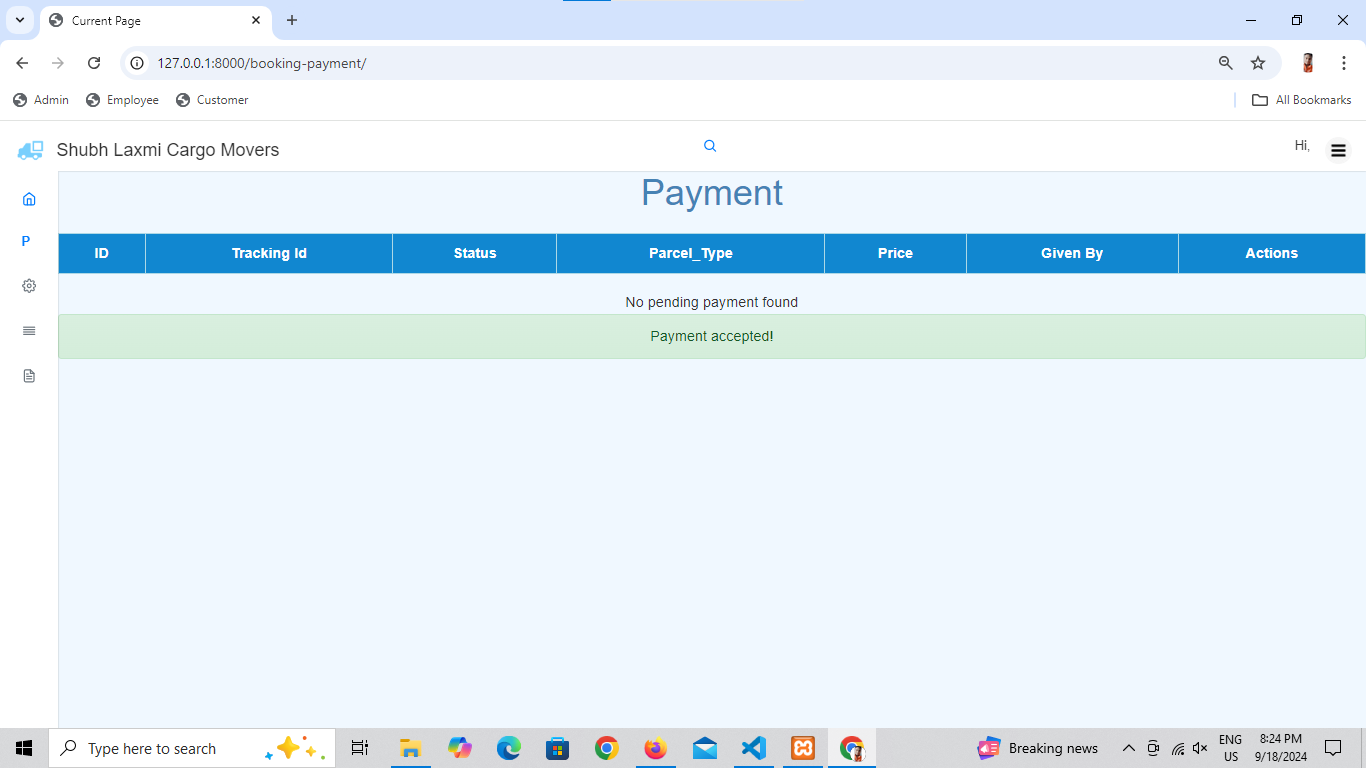 Current Page
127.0.0.1:8000/booking-payment/
Admin Employee Customer All Bookmarks
Shubh Laxmi Cargo Movers Hi,
Payment
P
ID Tracking Id Status Parcel_Type Price Given By Actions
No pending payment found
Payment accepted!
Type here to search Breaking news ENG 8:24 PM
US 9/18/2024